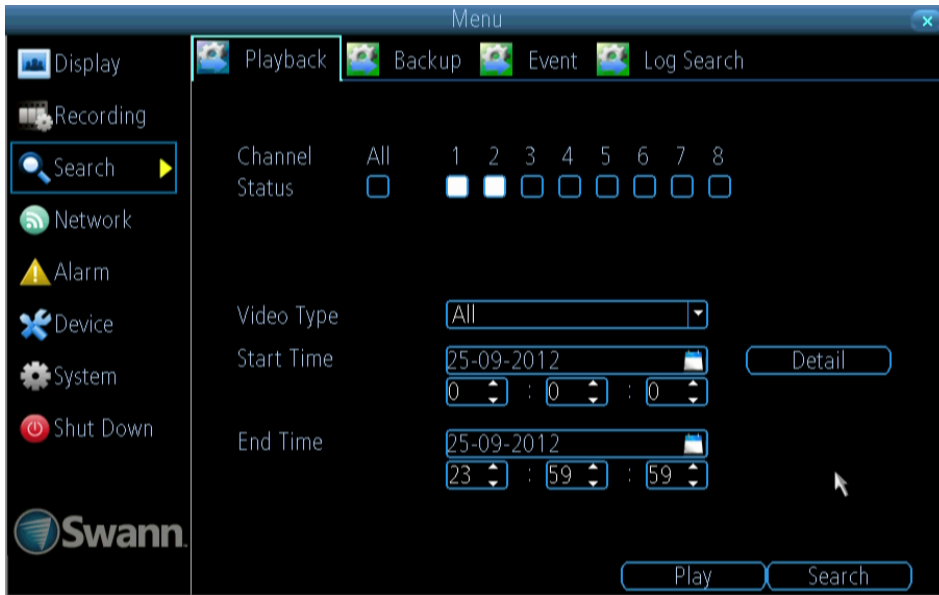 Menu
Display
Recording
Search
Network
Alarm
Device
System
Shut Down
Swann
Playback Backup Event Log Search
Channel All 1 2 3 4 5 6 7 8
Status
Video Type All
Start Time 25-09-2012 Detail
0 : 0 : 0
End Time 25-09-2012
23 : 59 : 59
Play Search